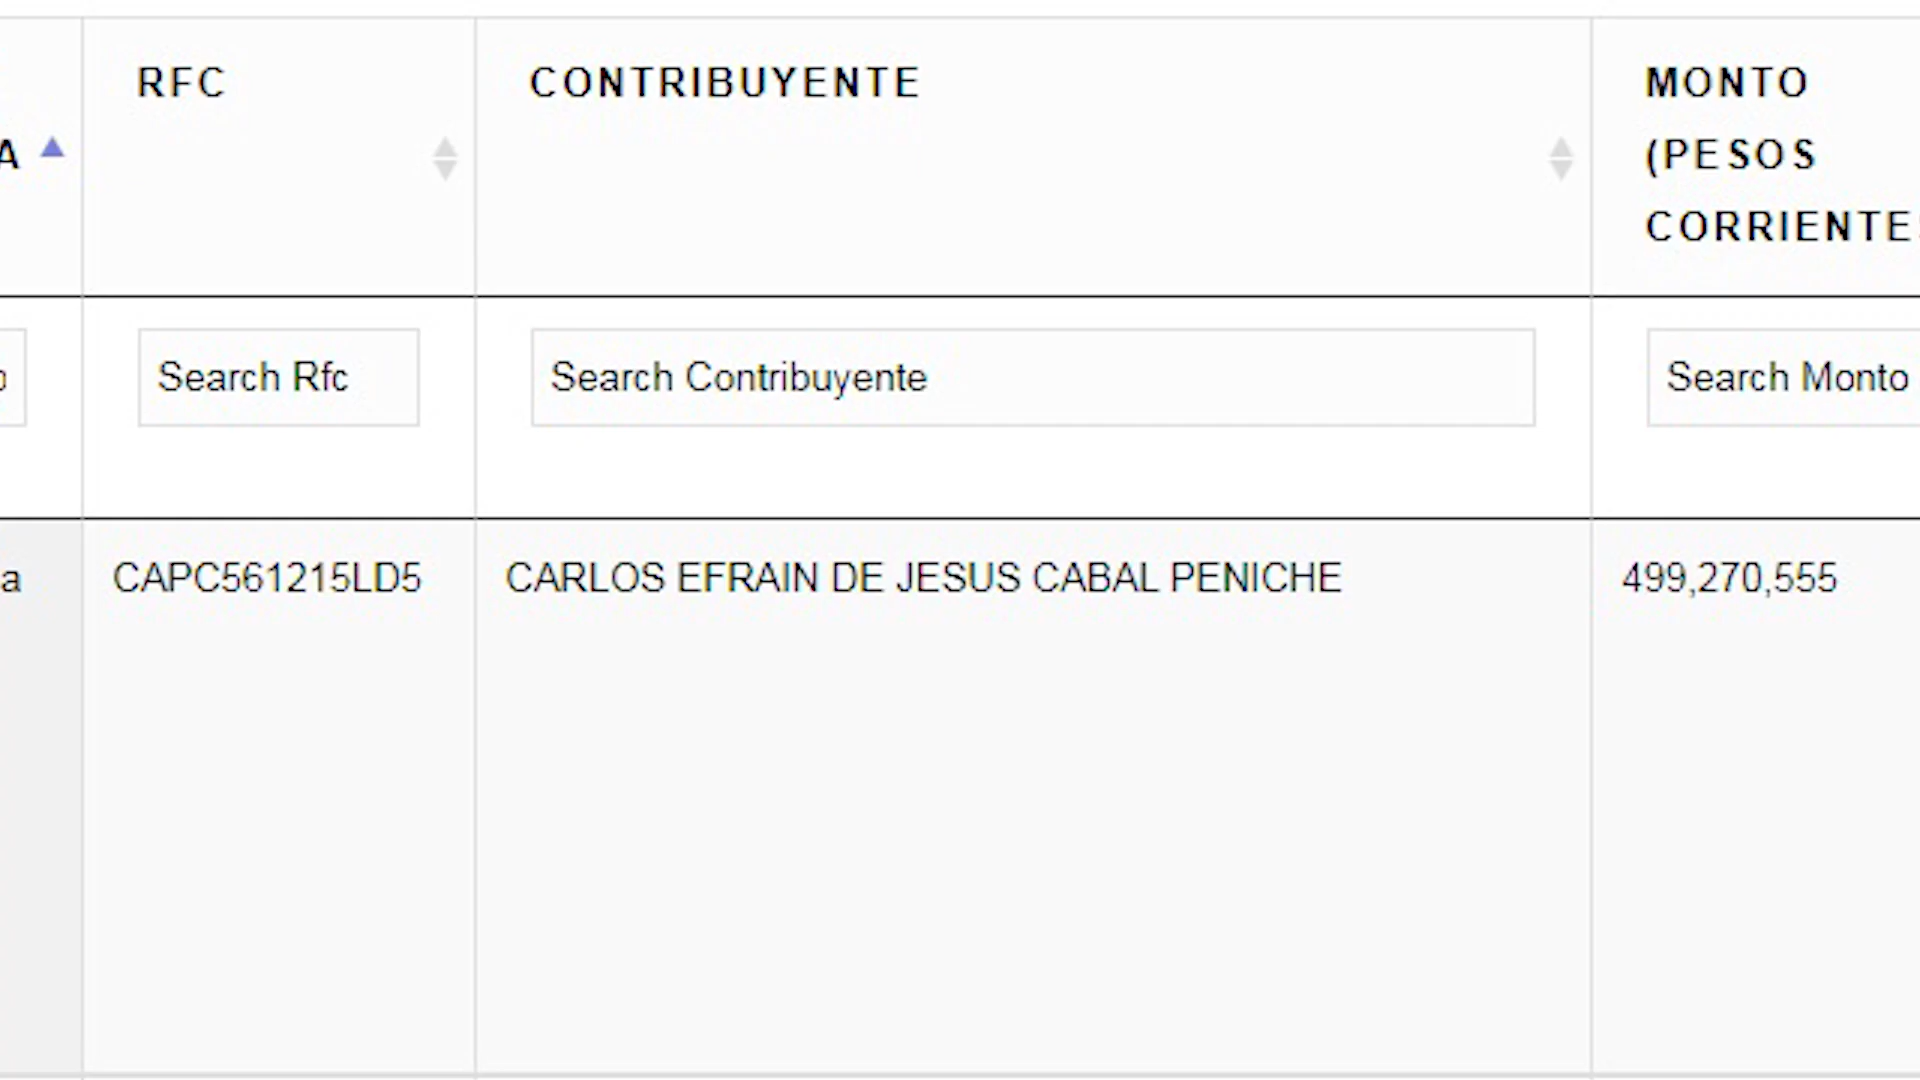 RFC
CONTRIBUYENTE
MONTO
(PESOS
CORRIENTES
A
Search Rfc
Search Contribuyente
Search Monto
a
CAPC561215LD5
CARLOS EFRAIN DE JESUS CABAL PENICHE
499,270,555